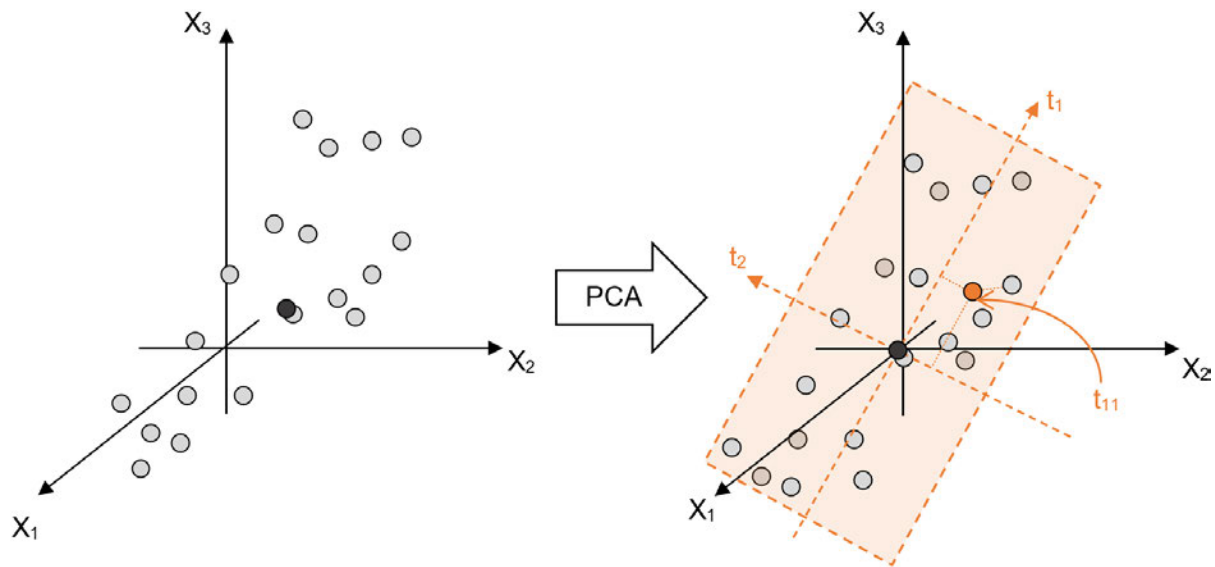 X₃
X₂
X₁
PCA
X₃
t₁
t₂
X₂.
t₁₁
X₁